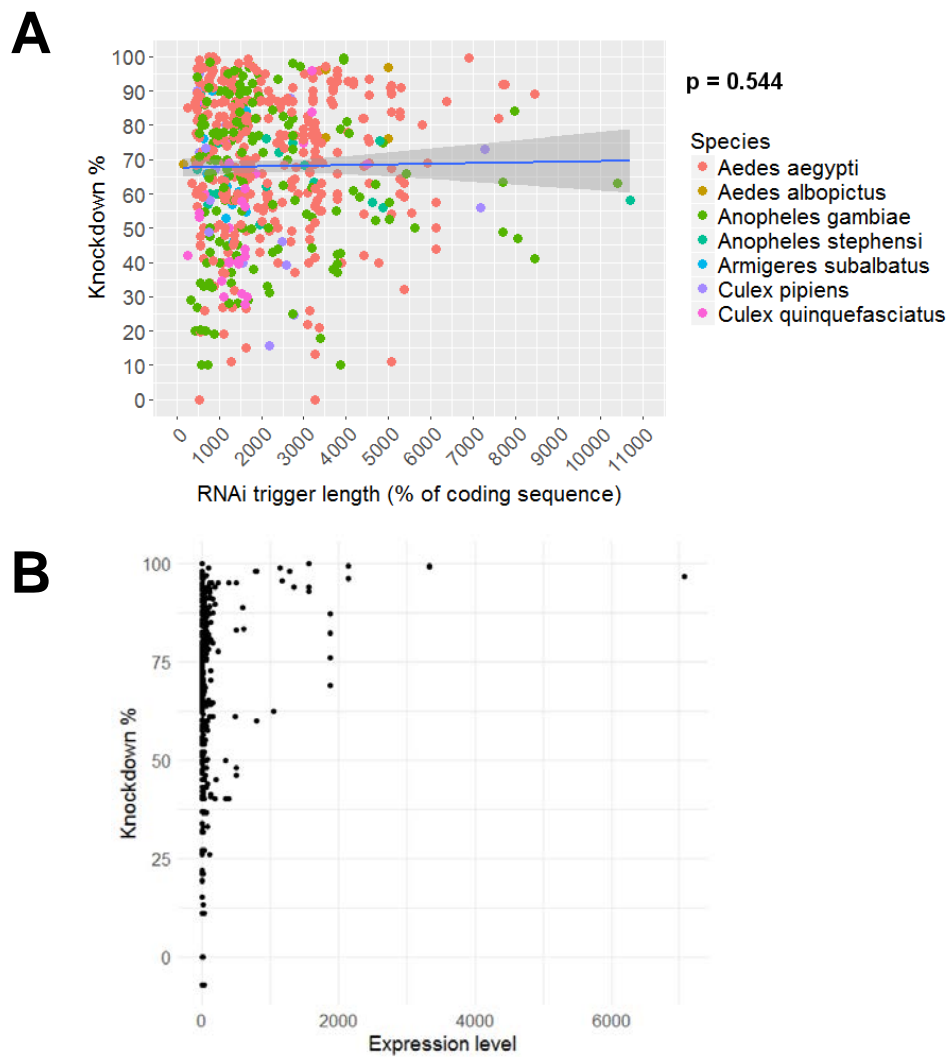 A
100
90
80
70
60
50
40
30
20
10
0
Knockdown %
0 1000 2000 3000 4000 5000 6000 7000 8000 9000 10000 11000
RNAi trigger length (% of coding sequence)
p = 0.544
Species
Aedes aegypti
Aedes albopictus
Anopheles gambiae
Anopheles stephensi
Armigeres subalbatus
Culex pipiens
Culex quinquefasciatus
B
100
75
50
25
0
Knockdown %
0 2000 4000 6000
Expression level